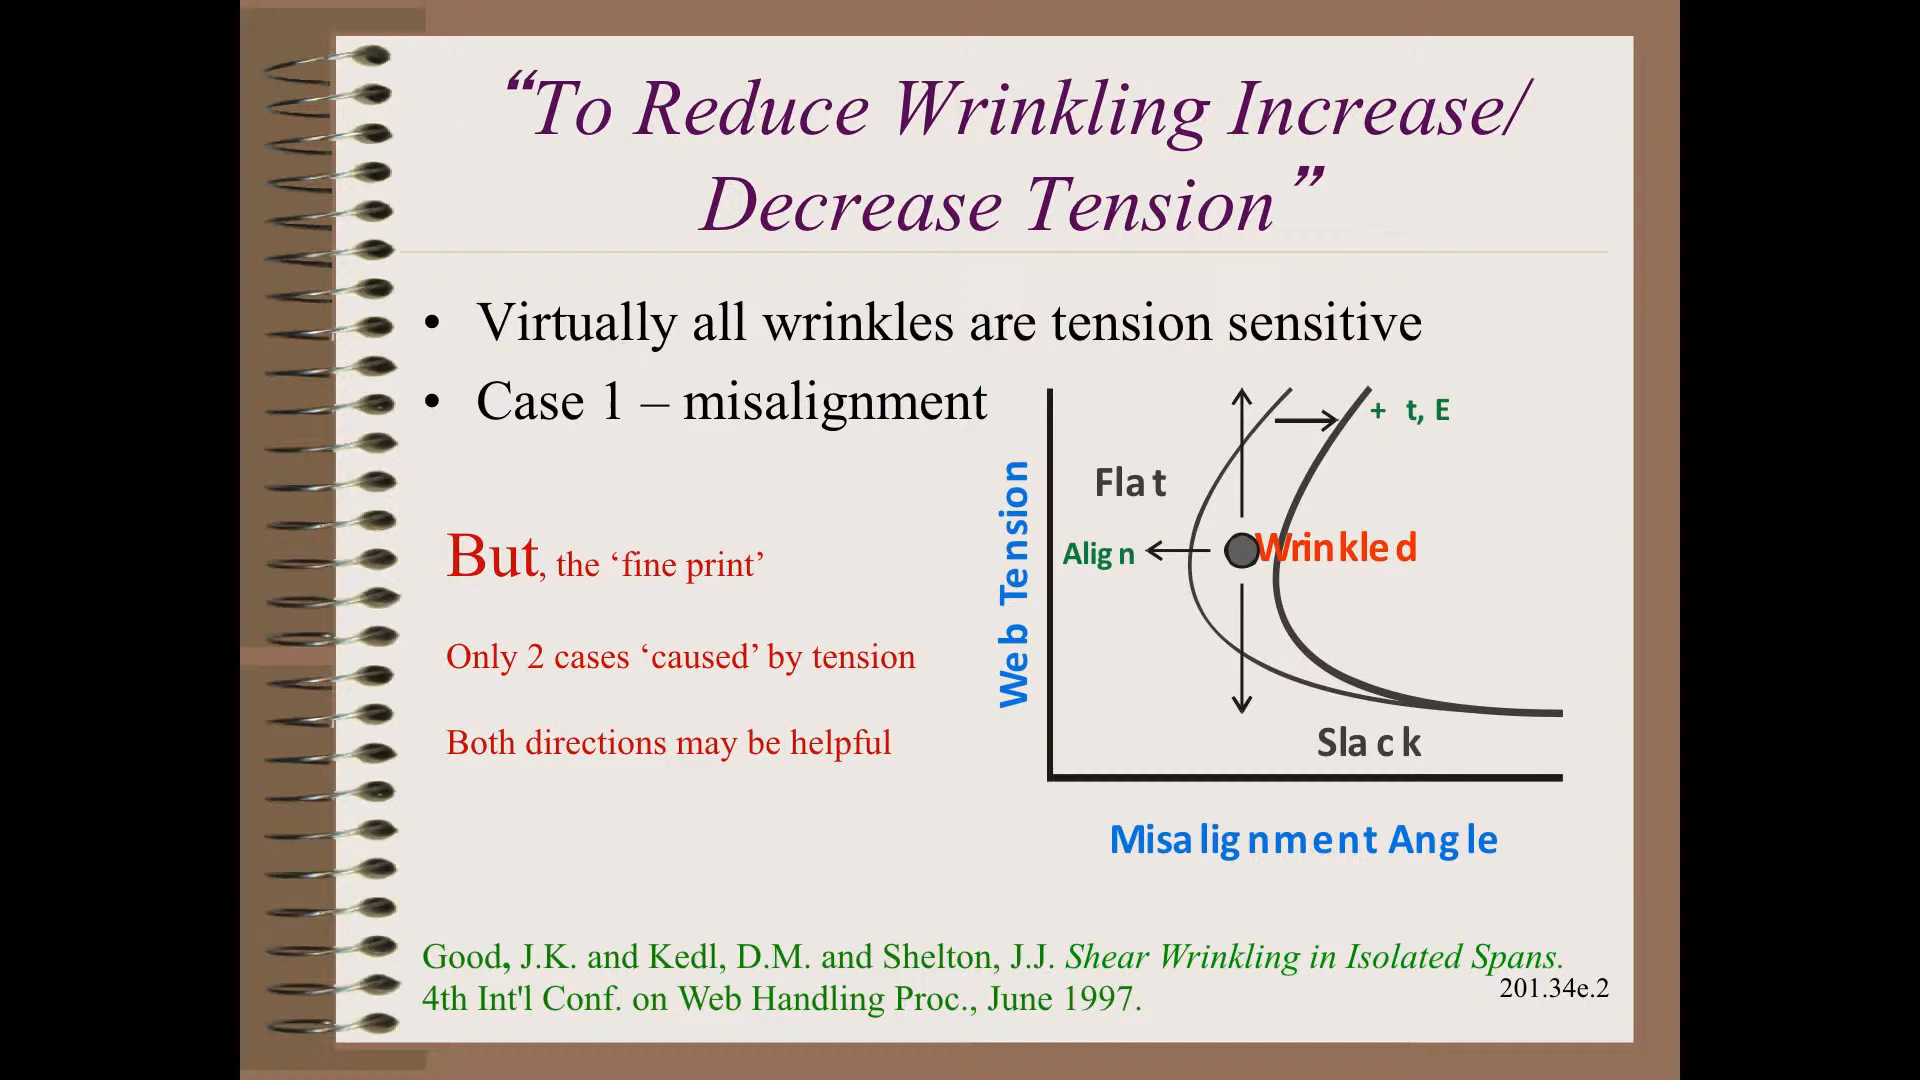 “To Reduce Wrinkling Increase/
Decrease Tension”
• Virtually all wrinkles are tension sensitive
• Case 1 – misalignment
But, the ‘fine print’
Only 2 cases ‘caused’ by tension
Both directions may be helpful
+ t, E
Flat
Align
Wrinkled
Web Tension
Slack
Misalignment Angle
Good, J.K. and Kedl, D.M. and Shelton, J.J. Shear Wrinkling in Isolated Spans.
4th Int'l Conf. on Web Handling Proc., June 1997.
201.34e.2